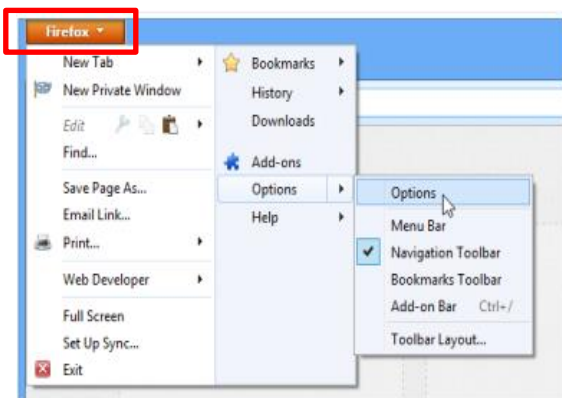 Firefox
New Tab
New Private Window
Edit
Find...
Save Page As...
Email Link...
Print...
Web Developer
Full Screen
Set Up Sync...
Exit
Bookmarks
History
Downloads
Add-ons
Options
Help
Options
Menu Bar
Navigation Toolbar
Bookmarks Toolbar
Add-on Bar Ctrl+/
Toolbar Layout...